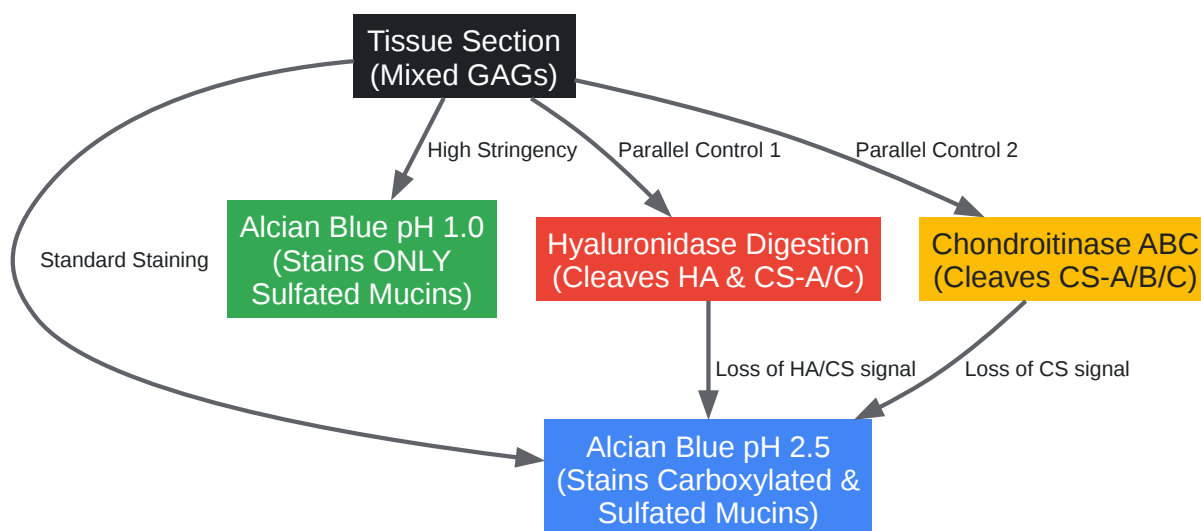 Tissue Section
(Mixed GAGs)
High Stringency
Parallel Control 1
Parallel Control 2
Alcian Blue pH 1.0
(Stains ONLY
Sulfated Mucins)
Hyaluronidase Digestion
(Cleaves HA & CS-A/C)
Chondroitinase ABC
(Cleaves CS-A/B/C)
Standard Staining
Loss of HA/CS signal
Loss of CS signal
Alcian Blue pH 2.5
(Stains Carboxylated &
Sulfated Mucins)